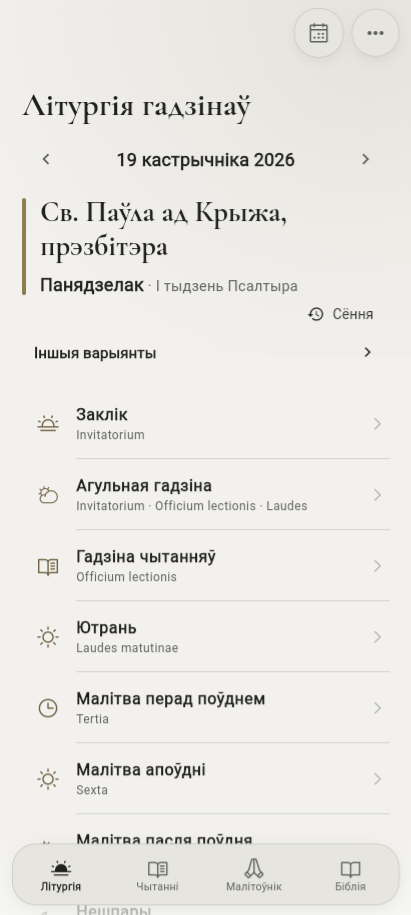 Літургія гадзінаў
19 кастрычніка 2026
Св. Паўла ад Крыжа,
прэзбітэра
Панядзелак · I тыдзень Псалтыра
Сёння
Іншыя варыянты
Заклік
Invitatorium
Агульная гадзіна
Invitatorium · Officium lectionis · Laudes
Гадзіна чытанняў
Officium lectionis
Ютрань
Laudes matutinae
Малітва перад поўднем
Tertia
Малітва апоўдні
Sexta
Малітва пасля поўдня
Літургія
Чытанні
Малітоўнік
Біблія
Нешпары